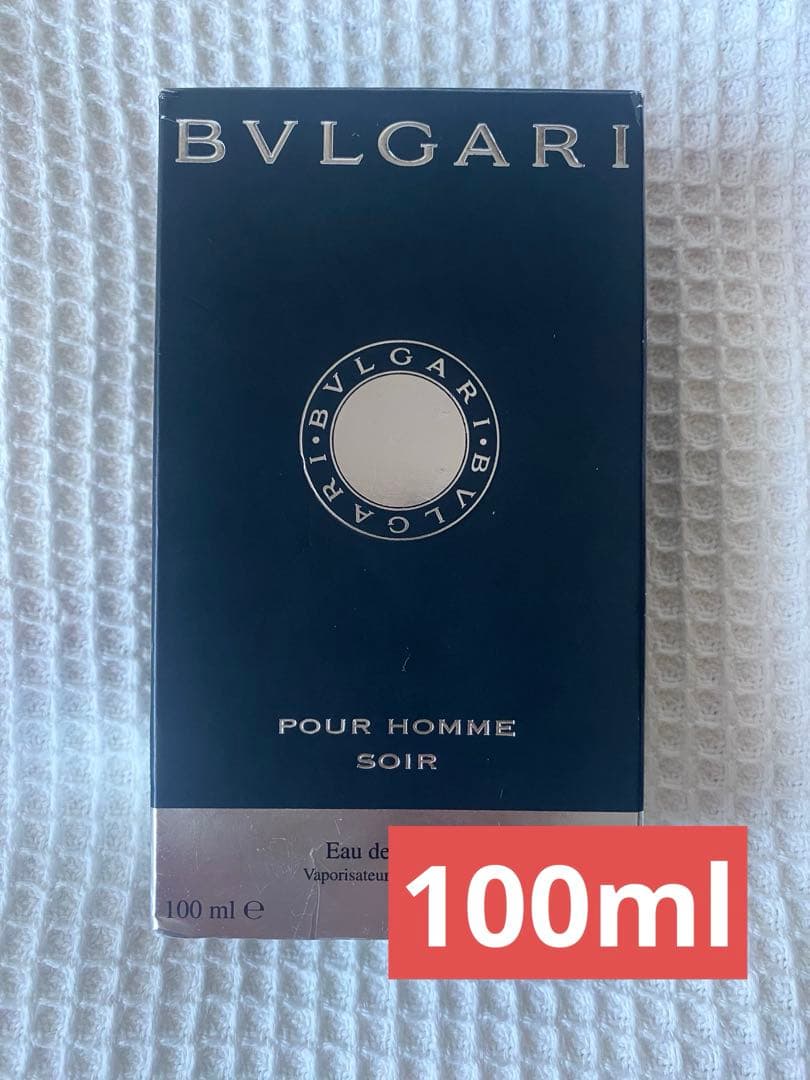 BVLGARI
BVLGARI · BVLGARI ·
POUR HOMME
SOIR
Eau de
Vaporisateur
100 ml ℮
100ml